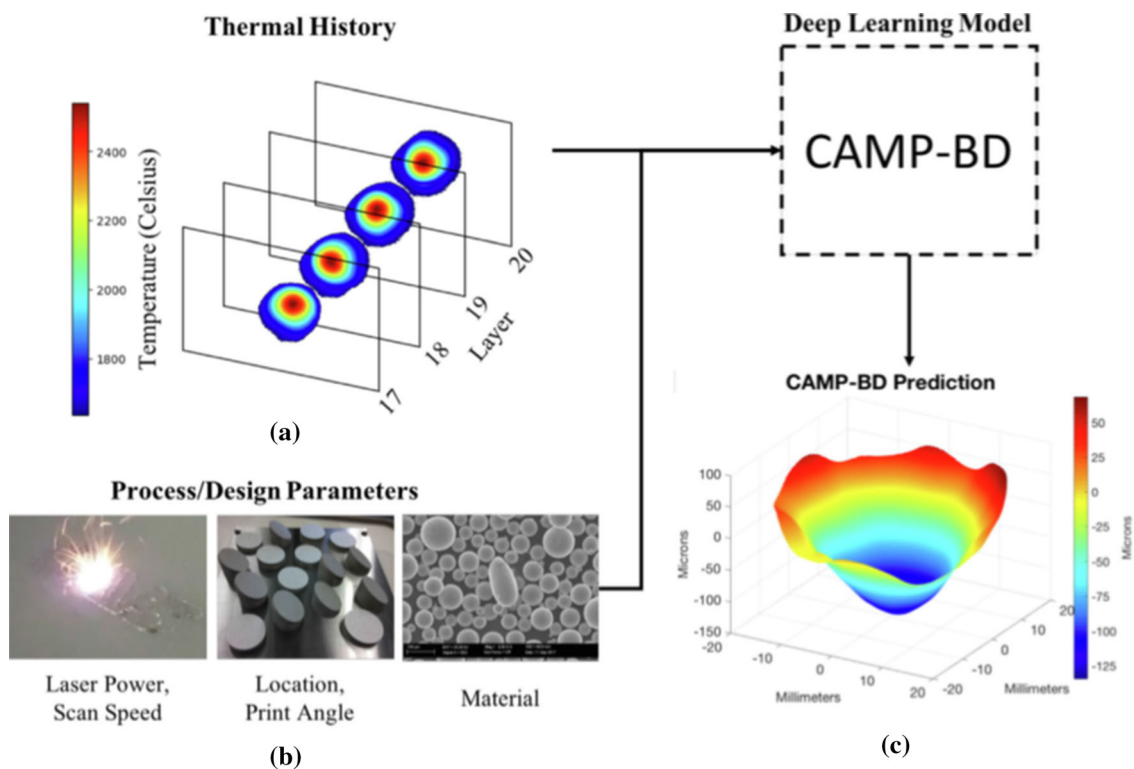 Thermal History
2400
2200
2000
1800
Temperature (Celsius)
20
19
18
17
Layer
(a)
Deep Learning Model
CAMP-BD
Process/Design Parameters
Laser Power,
Scan Speed
Location,
Print Angle
Material
(b)
CAMP-BD Prediction
100
50
0
-50
-100
-150
Microns
-20
-10
0
10
20
Millimeters
-20
-10
0
10
20
Millimeters
50
25
0
-25
-50
-75
-100
-125
Microns
(c)